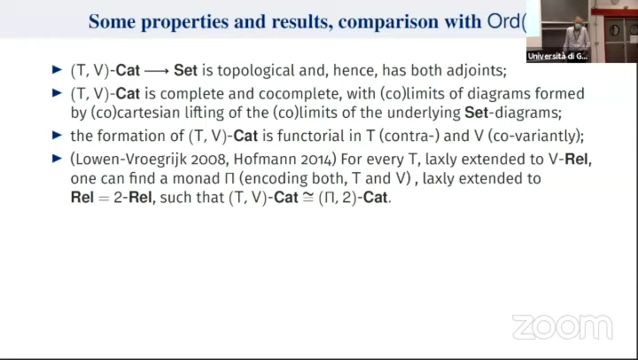 Some properties and results, comparison with Ord(
Università di G...
▶ (T, V)-Cat ⟶ Set is topological and, hence, has both adjoints;
▶ (T, V)-Cat is complete and cocomplete, with (co)limits of diagrams formed
by (co)cartesian lifting of the (co)limits of the underlying Set-diagrams;
▶ the formation of (T, V)-Cat is functorial in T (contra-) and V (co-variantly);
▶ (Lowen-Vroegrijk 2008, Hofmann 2014) For every T, laxly extended to V-Rel,
one can find a monad Π (encoding both, T and V) , laxly extended to
Rel = 2-Rel, such that (T, V)-Cat ≅ (Π, 2)-Cat.
zoom